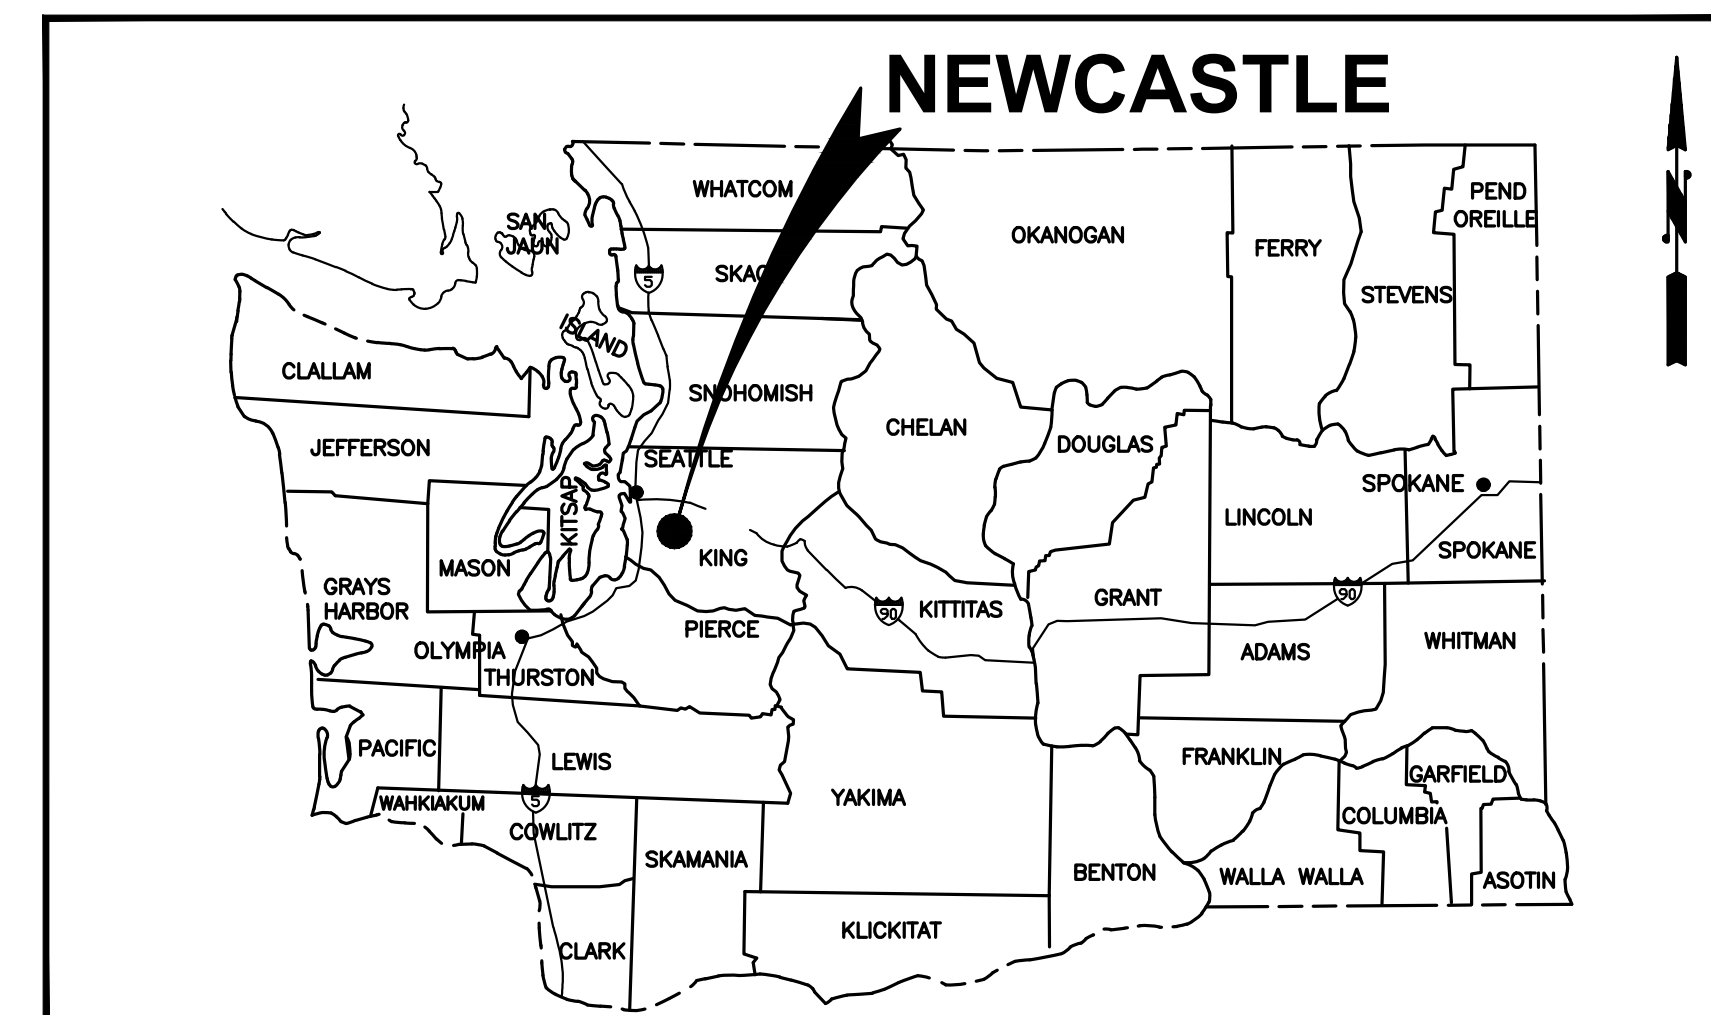 NEWCASTLE
N
WHATCOM
SAN
JAUN
SKAG
5
ISLAND
OKANOGAN
FERRY
PEND
OREILLE
STEVENS
CLALLAM
SNOHOMISH
JEFFERSON
SEATTLE
CHELAN
DOUGLAS
SPOKANE
KITSAP
LINCOLN
SPOKANE
KING
MASON
GRAYS
HARBOR
90
KITTITAS
GRANT
90
PIERCE
OLYMPIA
THURSTON
ADAMS
WHITMAN
PACIFIC
LEWIS
FRANKLIN
GARFIELD
WAHKIAKUM
5
YAKIMA
COLUMBIA
COWLITZ
SKAMANIA
BENTON
WALLA WALLA
ASOTIN
KLICKITAT
CLARK